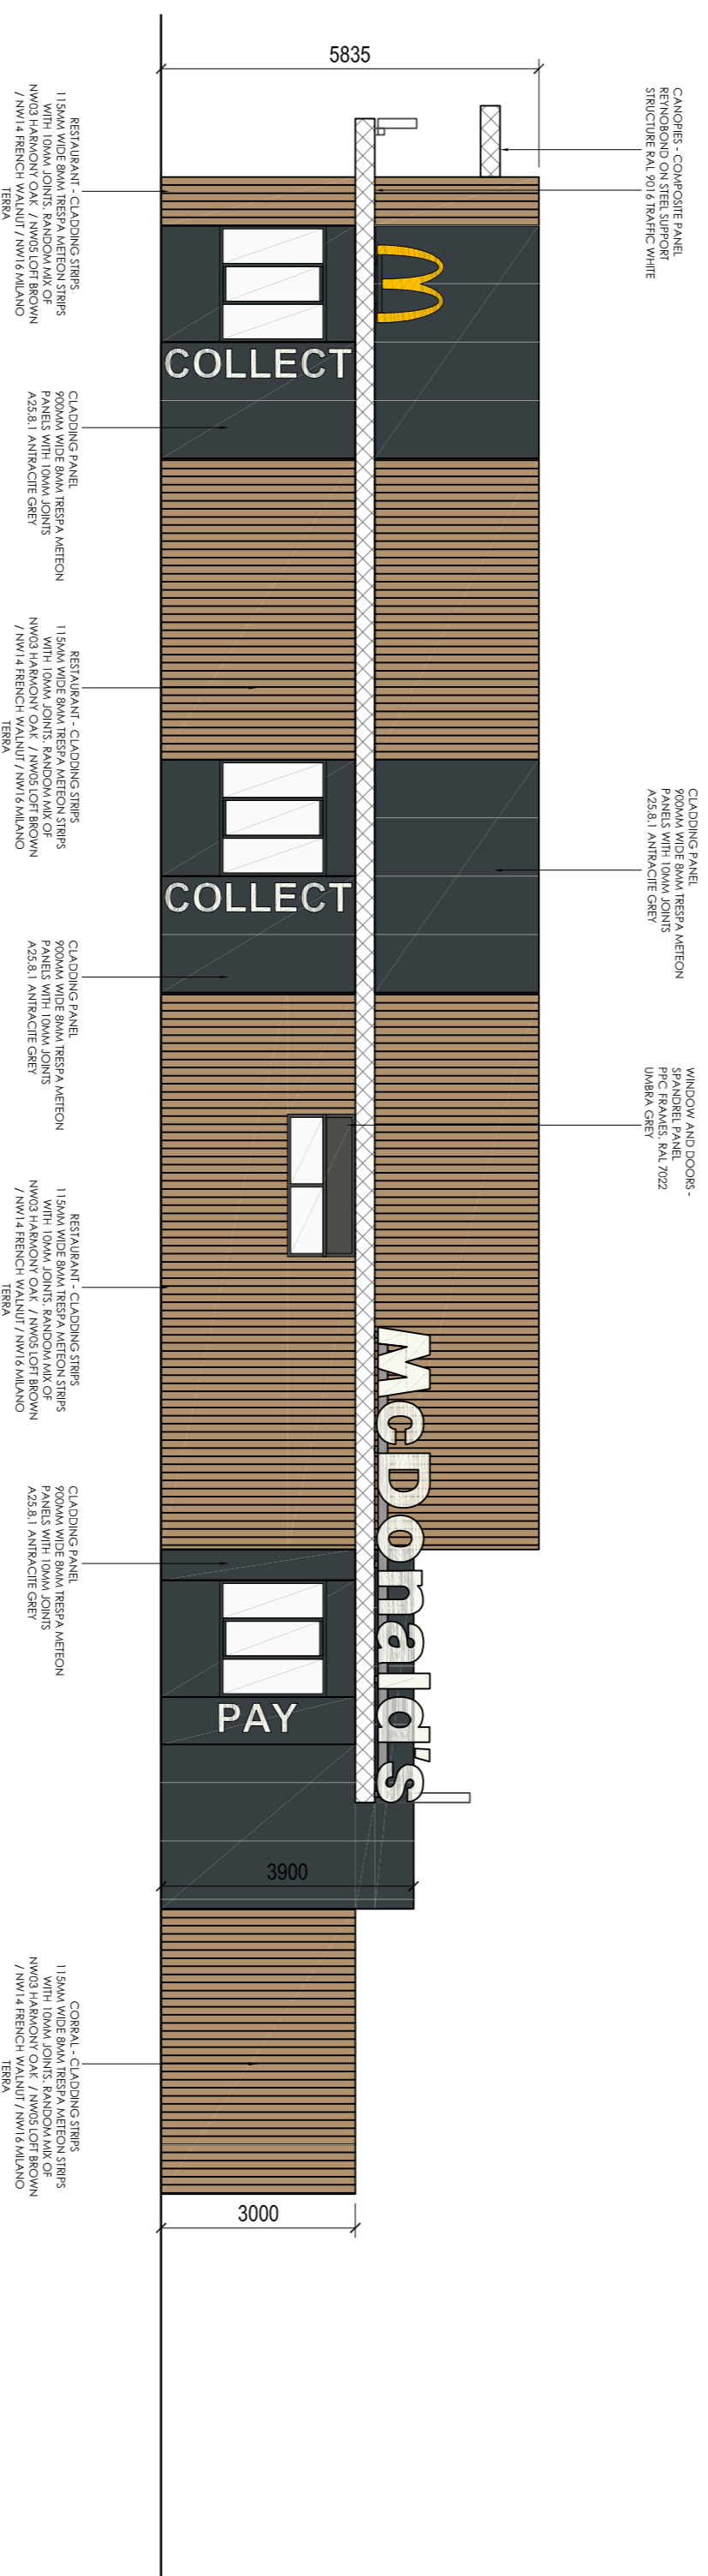 CANOPIES - COMPOSITE PANEL
REYNOBOND ON STEEL SUPPORT
STRUCTURE RAL 9016 TRAFFIC WHITE
CLADDING PANEL
900MM WIDE 8MM TRESPA METEON
PANELS WITH 10MM JOINTS
A25.8.1 ANTRACITE GREY
WINDOW AND DOORS -
SPANDREL PANEL
PPC FRAMES. RAL 7022
UMBRA GREY
5835
McDonald's
COLLECT
COLLECT
PAY
3900
3000
RESTAURANT - CLADDING STRIPS
115MM WIDE 8MM TRESPA METEON STRIPS
WITH 10MM JOINTS. RANDOM MIX OF
NW03 HARMONY OAK / NW05 LOFT BROWN
/ NW14 FRENCH WALNUT / NW16 MILANO
TERRA
CLADDING PANEL
900MM WIDE 8MM TRESPA METEON
PANELS WITH 10MM JOINTS
A25.8.1 ANTRACITE GREY
RESTAURANT - CLADDING STRIPS
115MM WIDE 8MM TRESPA METEON STRIPS
WITH 10MM JOINTS. RANDOM MIX OF
NW03 HARMONY OAK / NW05 LOFT BROWN
/ NW14 FRENCH WALNUT / NW16 MILANO
TERRA
CLADDING PANEL
900MM WIDE 8MM TRESPA METEON
PANELS WITH 10MM JOINTS
A25.8.1 ANTRACITE GREY
RESTAURANT - CLADDING STRIPS
115MM WIDE 8MM TRESPA METEON STRIPS
WITH 10MM JOINTS. RANDOM MIX OF
NW03 HARMONY OAK / NW05 LOFT BROWN
/ NW14 FRENCH WALNUT / NW16 MILANO
TERRA
CLADDING PANEL
900MM WIDE 8MM TRESPA METEON
PANELS WITH 10MM JOINTS
A25.8.1 ANTRACITE GREY
CORRAL - CLADDING STRIPS
115MM WIDE 8MM TRESPA METEON STRIPS
WITH 10MM JOINTS. RANDOM MIX OF
NW03 HARMONY OAK / NW05 LOFT BROWN
/ NW14 FRENCH WALNUT / NW16 MILANO
TERRA